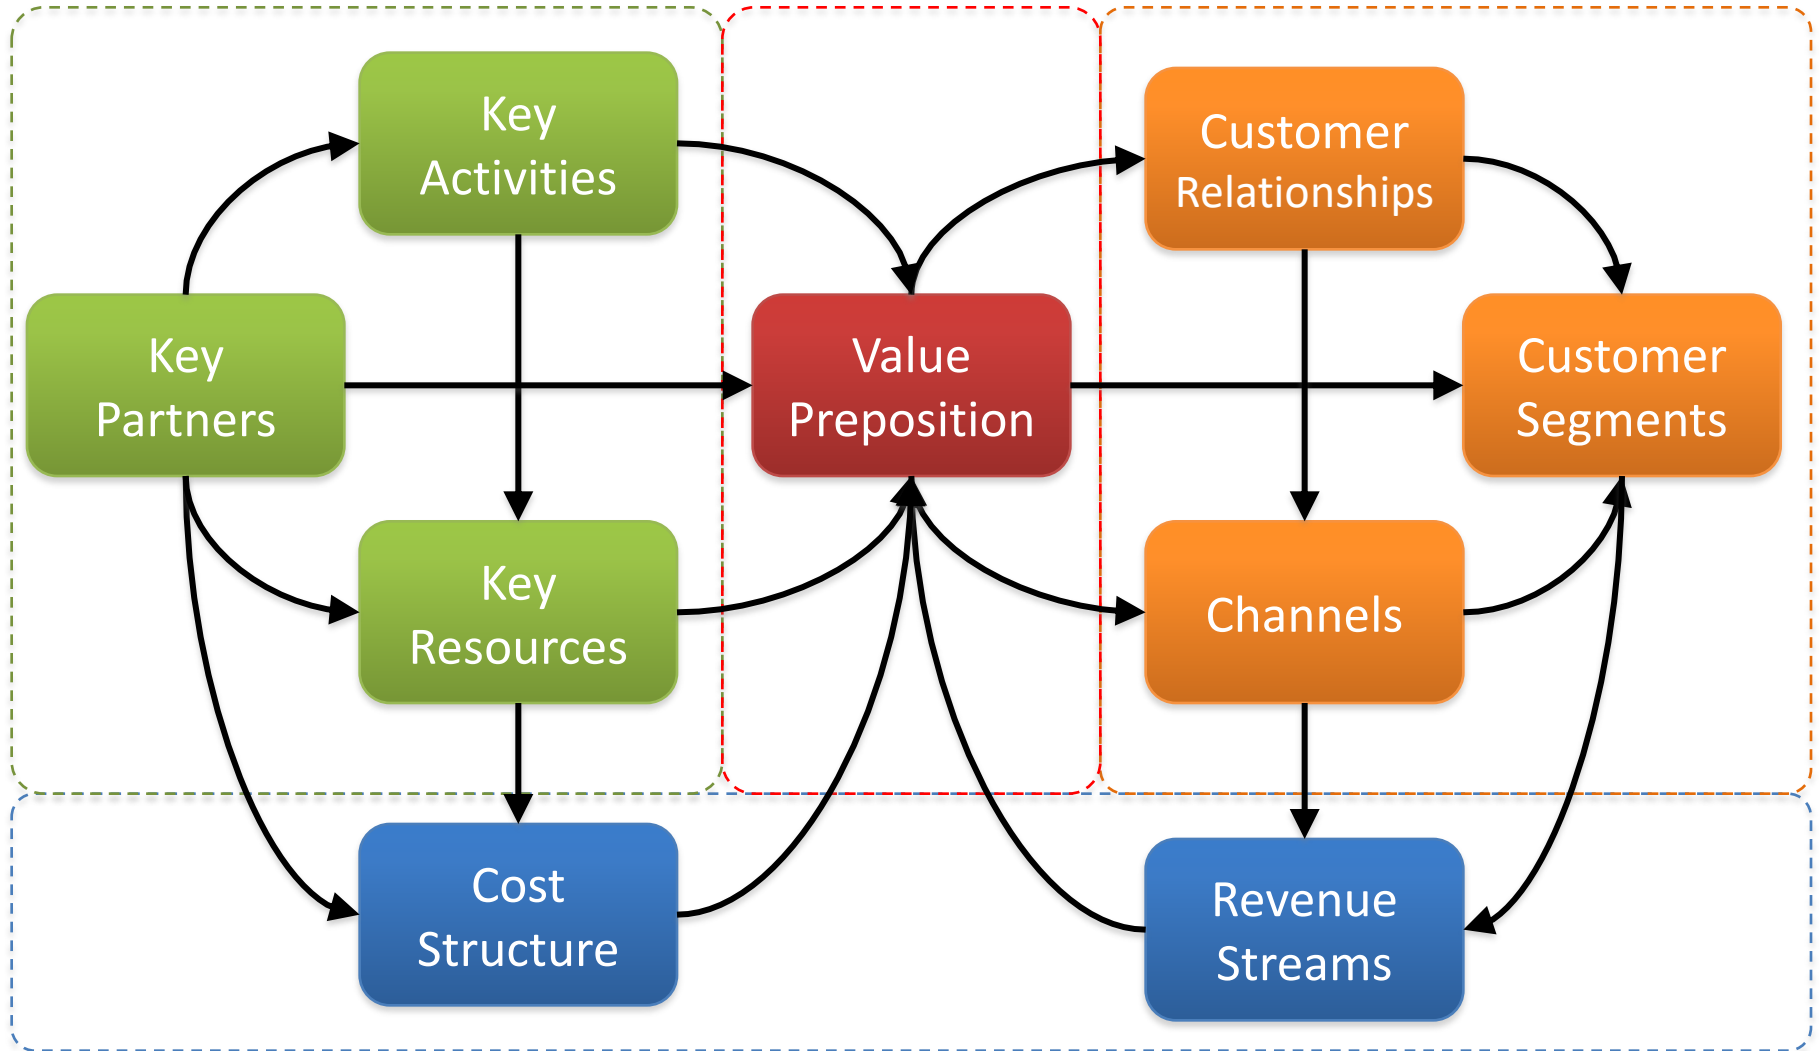 Key
Activities
Customer
Relationships
Key
Partners
Value
Preposition
Customer
Segments
Key
Resources
Channels
Cost
Structure
Revenue
Streams